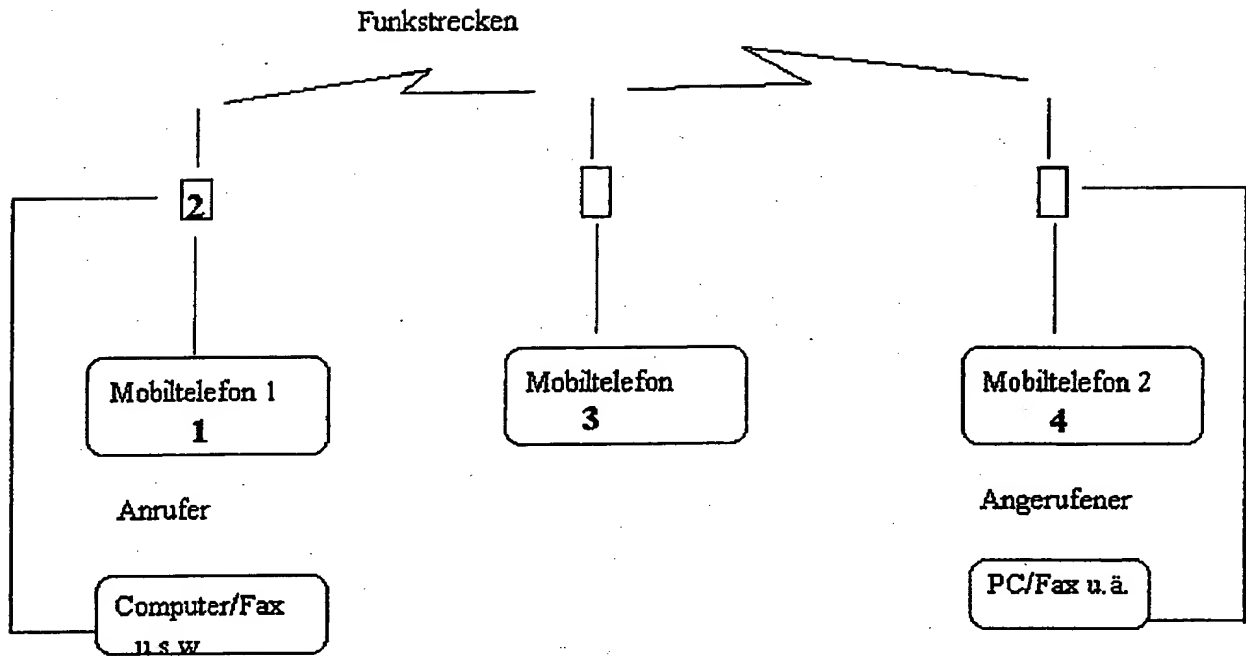 Funkstrecken
2
Mobiltelefon 1
1
Mobiltelefon
3
Mobiltelefon 2
4
Anrufer
Angerufener
Computer/Fax
u.s.w
PC/Fax u.ä.